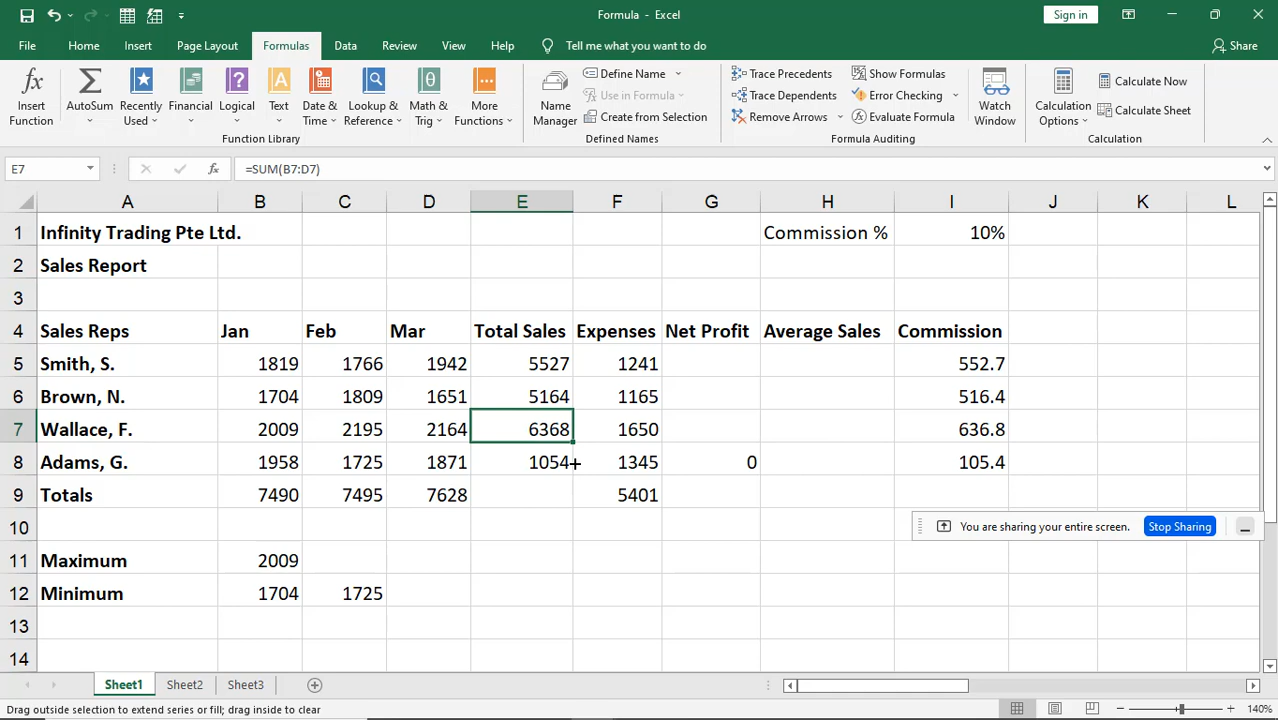 Formula - Excel
Sign in
File Home Insert Page Layout Formulas Data Review View Help Tell me what you want to do Share
Insert Function
AutoSum
Recently Used
Financial
Logical
Text
Date & Time
Lookup & Reference
Math & Trig
More Functions
Function Library
Name Manager
Define Name
Use in Formula
Create from Selection
Defined Names
Trace Precedents
Trace Dependents
Remove Arrows
Show Formulas
Error Checking
Evaluate Formula
Formula Auditing
Watch Window
Calculation Options
Calculate Now
Calculate Sheet
Calculation
E7 fx =SUM(B7:D7)
A B C D E F G H I J K L
1 Infinity Trading Pte Ltd. Commission % 10%
2 Sales Report
3
4 Sales Reps Jan Feb Mar Total Sales Expenses Net Profit Average Sales Commission
5 Smith, S. 1819 1766 1942 5527 1241 552.7
6 Brown, N. 1704 1809 1651 5164 1165 516.4
7 Wallace, F. 2009 2195 2164 6368 1650 636.8
8 Adams, G. 1958 1725 1871 1054 1345 0 105.4
9 Totals 7490 7495 7628 5401
10
You are sharing your entire screen. Stop Sharing
11 Maximum 2009
12 Minimum 1704 1725
13
14
Sheet1 Sheet2 Sheet3
Drag outside selection to extend series or fill; drag inside to clear 140%